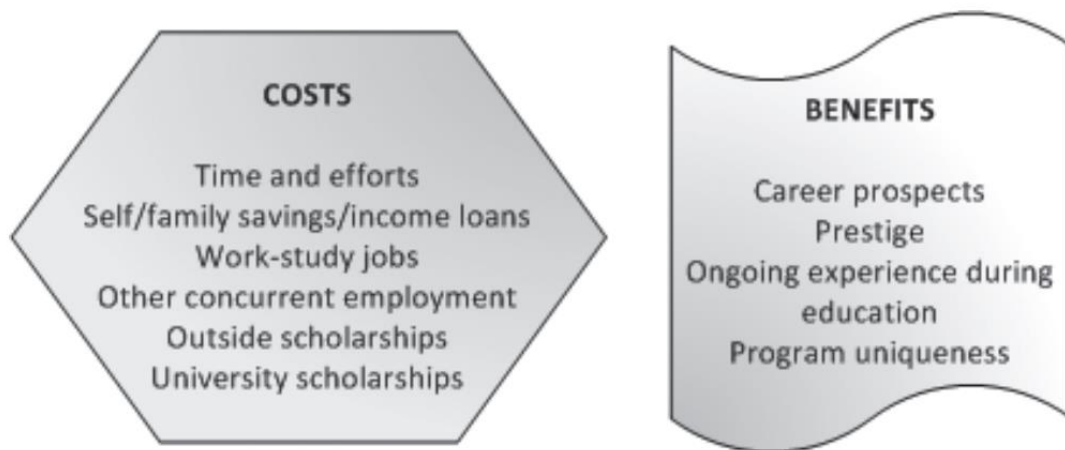 COSTS
Time and efforts
Self/family savings/income loans
Work-study jobs
Other concurrent employment
Outside scholarships
University scholarships
BENEFITS
Career prospects
Prestige
Ongoing experience during
education
Program uniqueness